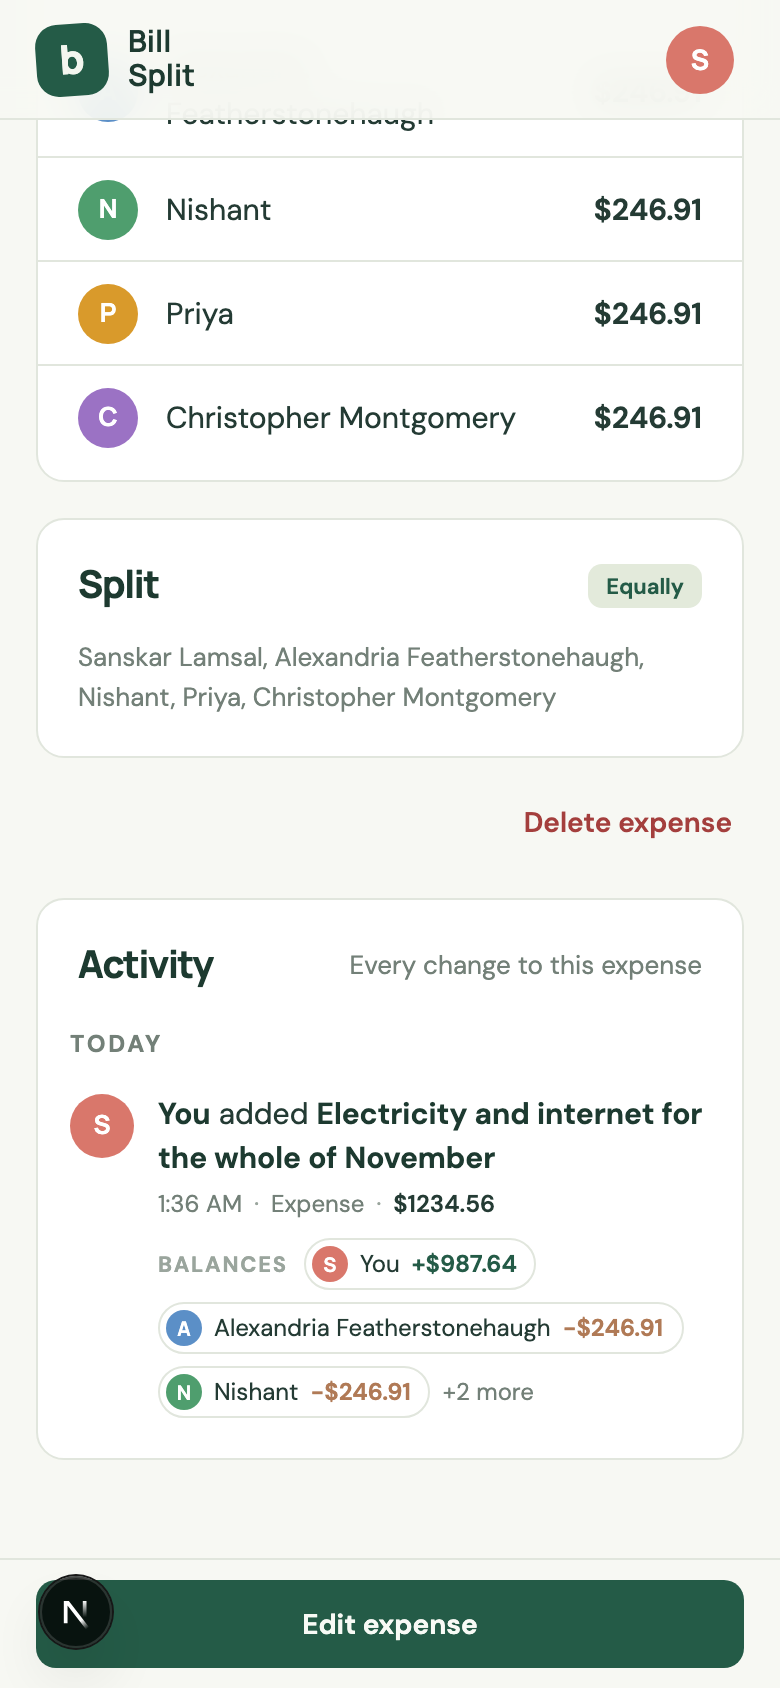 b
Bill
Split
S
Featherstonehaugh
N Nishant $246.91
P Priya $246.91
C Christopher Montgomery $246.91
Split Equally
Sanskar Lamsal, Alexandria Featherstonehaugh,
Nishant, Priya, Christopher Montgomery
Delete expense
Activity Every change to this expense
TODAY
S You added Electricity and internet for
the whole of November
1:36 AM · Expense · $1234.56
BALANCES S You +$987.64
A Alexandria Featherstonehaugh −$246.91
N Nishant −$246.91 +2 more
N Edit expense